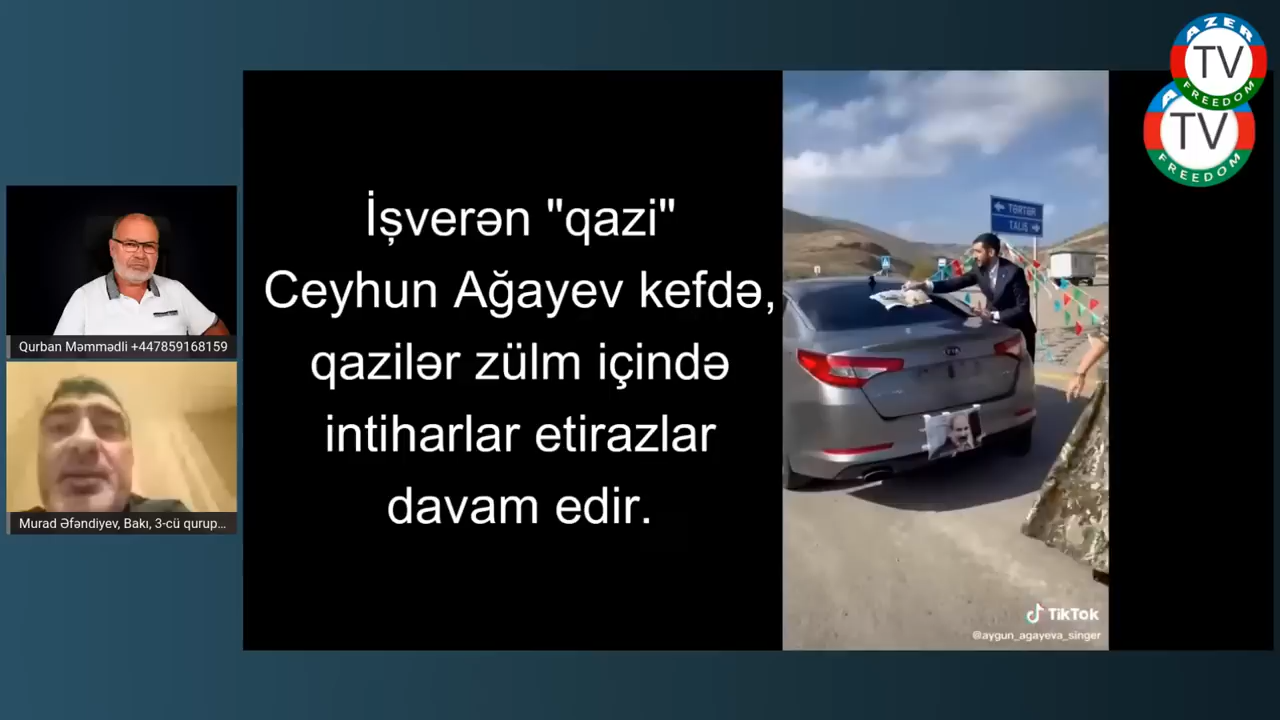 AZER
TV
FREEDOM
TV
FREEDOM
İşverən "qazi"
Ceyhun Ağayev kefdə,
qazilər zülm içində
intiharlar etirazlar
davam edir.
TƏRTƏR
TALIŞ
KIA
Qurban Məmmədli +447859168159
Murad Əfəndiyev, Bakı, 3-cü qurup...
TikTok
@aygun_agayeva_singer